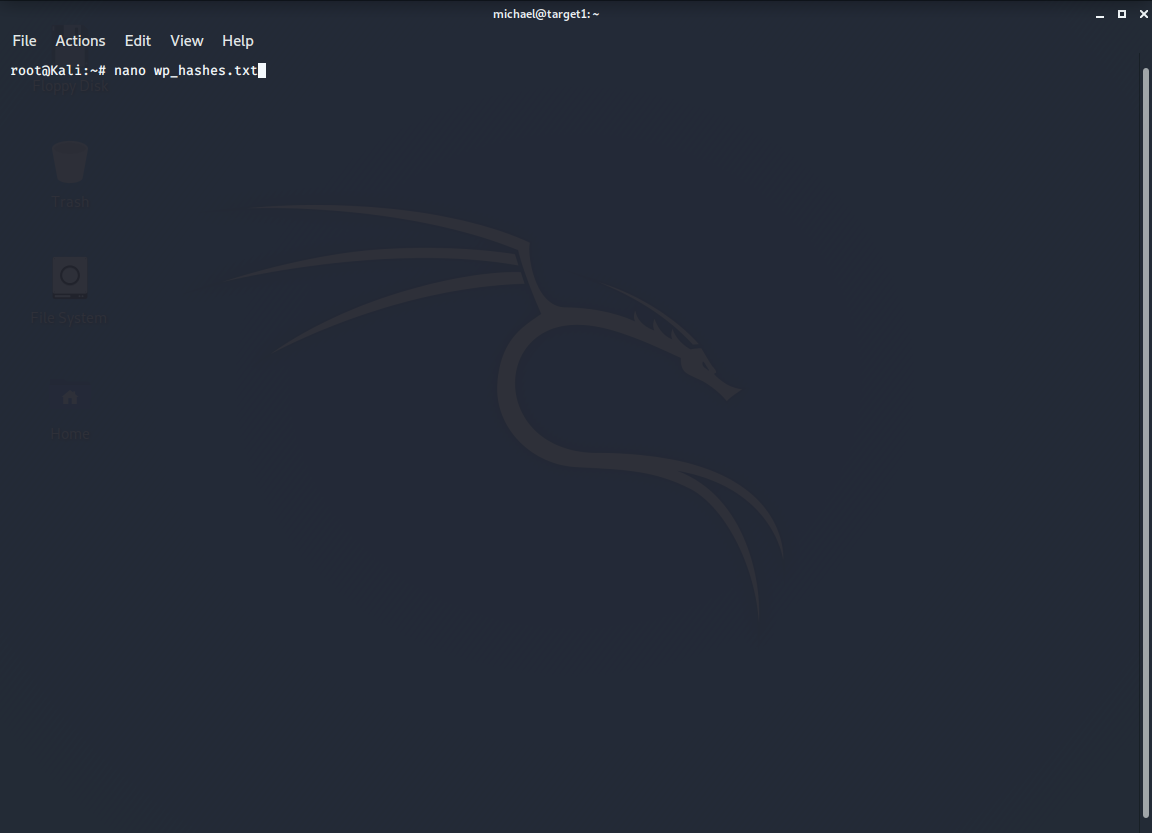 michael@target1: ~
File Actions Edit View Help
root@Kali:~# nano wp_hashes.txt
Floppy Disk
Trash
File System
Home